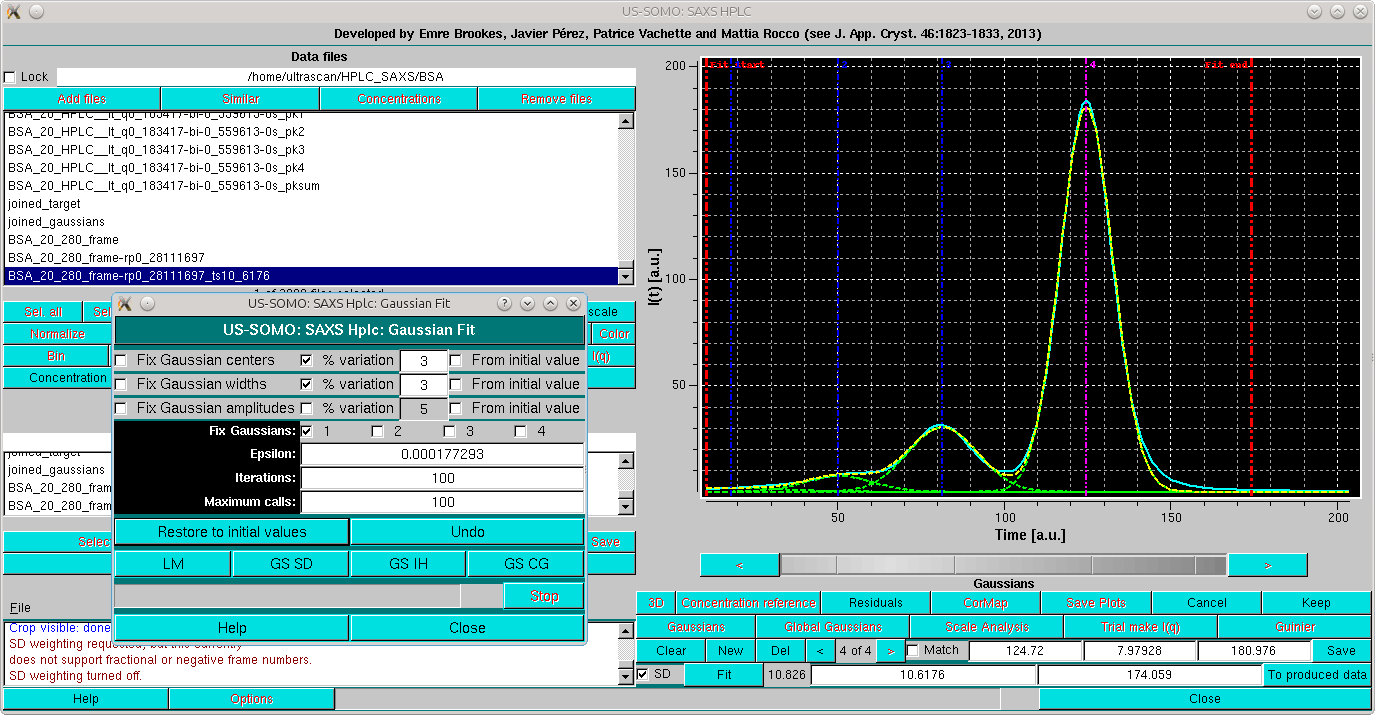 US-SOMO: SAXS HPLC
Developed by Emre Brookes, Javier Pérez, Patrice Vachette and Mattia Rocco (see J. App. Cryst. 46:1823-1833, 2013)
Data files
Lock /home/ultrascan/HPLC_SAXS/BSA
Add files Similar Concentrations Remove files
BSA_20_HPLC__It_q0_183417-bi-0_559613-0s_pk1
BSA_20_HPLC__It_q0_183417-bi-0_559613-0s_pk2
BSA_20_HPLC__It_q0_183417-bi-0_559613-0s_pk3
BSA_20_HPLC__It_q0_183417-bi-0_559613-0s_pk4
BSA_20_HPLC__It_q0_183417-bi-0_559613-0s_pksum
joined_target
joined_gaussians
BSA_20_280_frame
BSA_20_280_frame-rp0_28111697
BSA_20_280_frame-rp0_28111697_ts10_6176
Sel. all
scale
Normalize
Color
Bin
I(q)
Concentration
joined_target
joined_gaussians
BSA_20_280_fram
BSA_20_280_fram
Selec
Save
File
Crop visible: done
SD weighting requested, but this currently
does not support fractional or negative frame numbers.
SD weighting turned off.
Help Options
US-SOMO: SAXS Hplc: Gaussian Fit
US-SOMO: SAXS Hplc: Gaussian Fit
Fix Gaussian centers % variation 3 From initial value
Fix Gaussian widths % variation 3 From initial value
Fix Gaussian amplitudes % variation 5 From initial value
Fix Gaussians: 1 2 3 4
Epsilon: 0.000177293
Iterations: 100
Maximum calls: 100
Restore to initial values Undo
LM GS SD GS IH GS CG
Stop
Help Close
Fit start 2 3 4 Fit end
200
150
100
50
I(t) [a.u.]
50 100 150 200
Time [a.u.]
< >
Gaussians
3D Concentration reference Residuals CorMap Save Plots Cancel Keep
Gaussians Global Gaussians Scale Analysis Trial make I(q) Guinier
Clear New Del < 4 of 4 > Match 124.72 7.97928 180.976 Save
SD Fit 10.826 10.6176 174.059 To produced data
Close